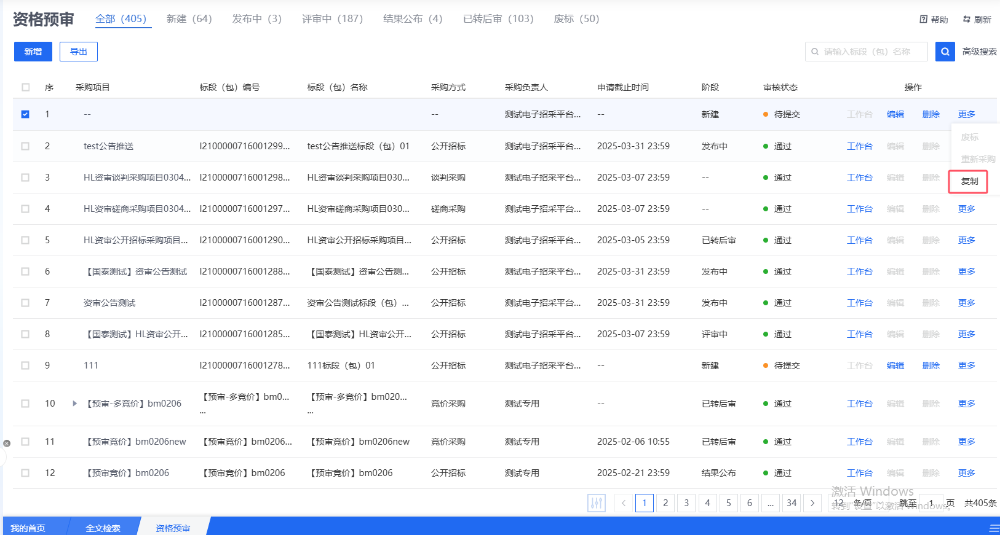 资格预审 全部（405） 新建（64） 发布中（3） 评审中（187） 结果公布（4） 已转后审（103） 废标（50） 帮助 刷新
新增 导出 请输入标段（包）名称 高级搜索
序 采购项目 标段（包）编号 标段（包）名称 采购方式 采购负责人 申请截止时间 阶段 审核状态 操作
1 -- -- 测试电子招采平台... -- 新建 待提交 工作台 编辑 删除 更多
废标
2 test公告推送 I2100000716001299... test公告推送标段（包）01 公开招标 测试电子招采平台... 2025-03-31 23:59 发布中 通过 工作台 编辑 删除
重新采购
3 HL资审谈判采购项目0304... I2100000716001298... HL资审谈判采购项目030... 谈判采购 测试电子招采平台... 2025-03-07 23:59 -- 通过 工作台 编辑 删除
复制
4 HL资审磋商采购项目0304... I2100000716001297... HL资审磋商采购项目030... 磋商采购 测试电子招采平台... 2025-03-07 23:59 -- 通过 工作台 编辑 删除 更多
5 HL资审公开招标采购项目... I2100000716001290... HL资审公开招标采购项目... 公开招标 测试电子招采平台... 2025-03-05 23:59 已转后审 通过 工作台 编辑 删除 更多
6 【国泰测试】资审公告测试 I2100000716001288... 【国泰测试】资审公告测... 公开招标 测试电子招采平台... 2025-03-31 23:59 发布中 通过 工作台 编辑 删除 更多
7 资审公告测试 I2100000716001287... 资审公告测试标段（包）... 公开招标 测试电子招采平台... 2025-03-31 23:59 发布中 通过 工作台 编辑 删除 更多
8 【国泰测试】HL资审公开... I2100000716001285... 【国泰测试】HL资审公开... 公开招标 测试电子招采平台... 2025-03-07 23:59 评审中 通过 工作台 编辑 删除 更多
9 111 I2100000716001278... 111标段（包）01 公开招标 测试电子招采平台... -- 新建 待提交 工作台 编辑 删除 更多
10 【预审-多竞价】bm0206 【预审-多竞价】bm0... 【预审-多竞价】bm020... 竞价采购 测试专用 -- 已转后审 通过 工作台 编辑 删除 更多
... ...
11 【预审竞价】bm0206new 【预审竞价】bm0206... 【预审竞价】bm0206new 竞价采购 测试专用 2025-02-06 10:55 已转后审 通过 工作台 编辑 删除 更多
12 【预审竞价】bm0206 【预审竞价】bm0206 【预审竞价】bm0206 公开招标 测试专用 2025-02-21 23:59 结果公布 通过 工作台 编辑 删除 更多
激活 Windows
1 2 3 4 5 6 ... 34 12 条/页 跳至 1 页 共405条
转到"设置"以激活 Windows。
我的首页 全文检索 资格预审